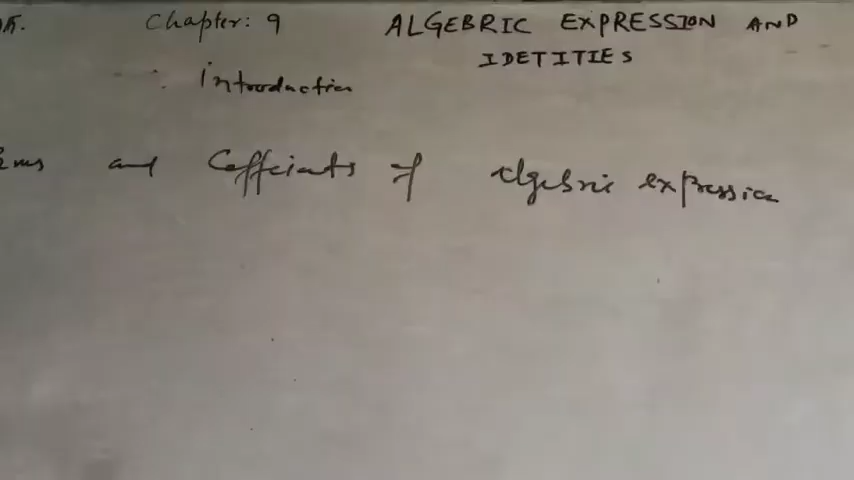 Chapter: 9 ALGEBRIC EXPRESSION AND
IDETITIES
Introduction
and Cofficients of algebric expression